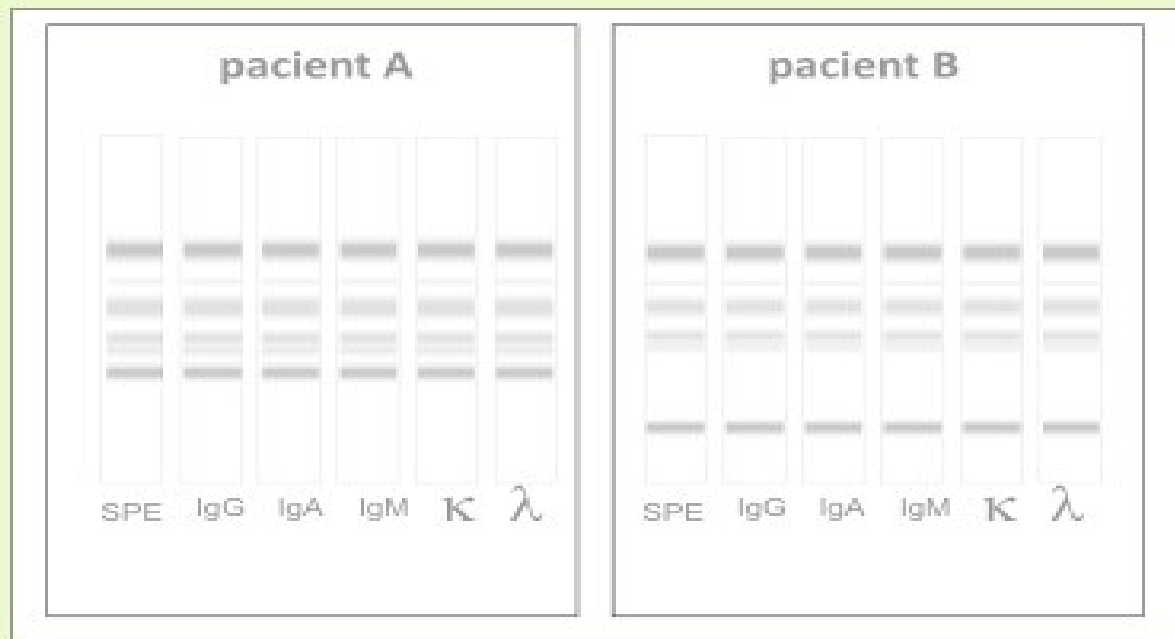 pacient A
SPE IgG IgA IgM κ λ
pacient B
SPE IgG IgA IgM κ λ